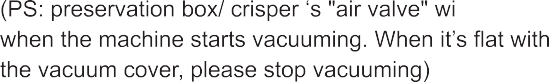 (PS: preservation box/ crisper ‘s "air valve" wi
when the machine starts vacuuming. When it’s flat with
the vacuum cover, please stop vacuuming)